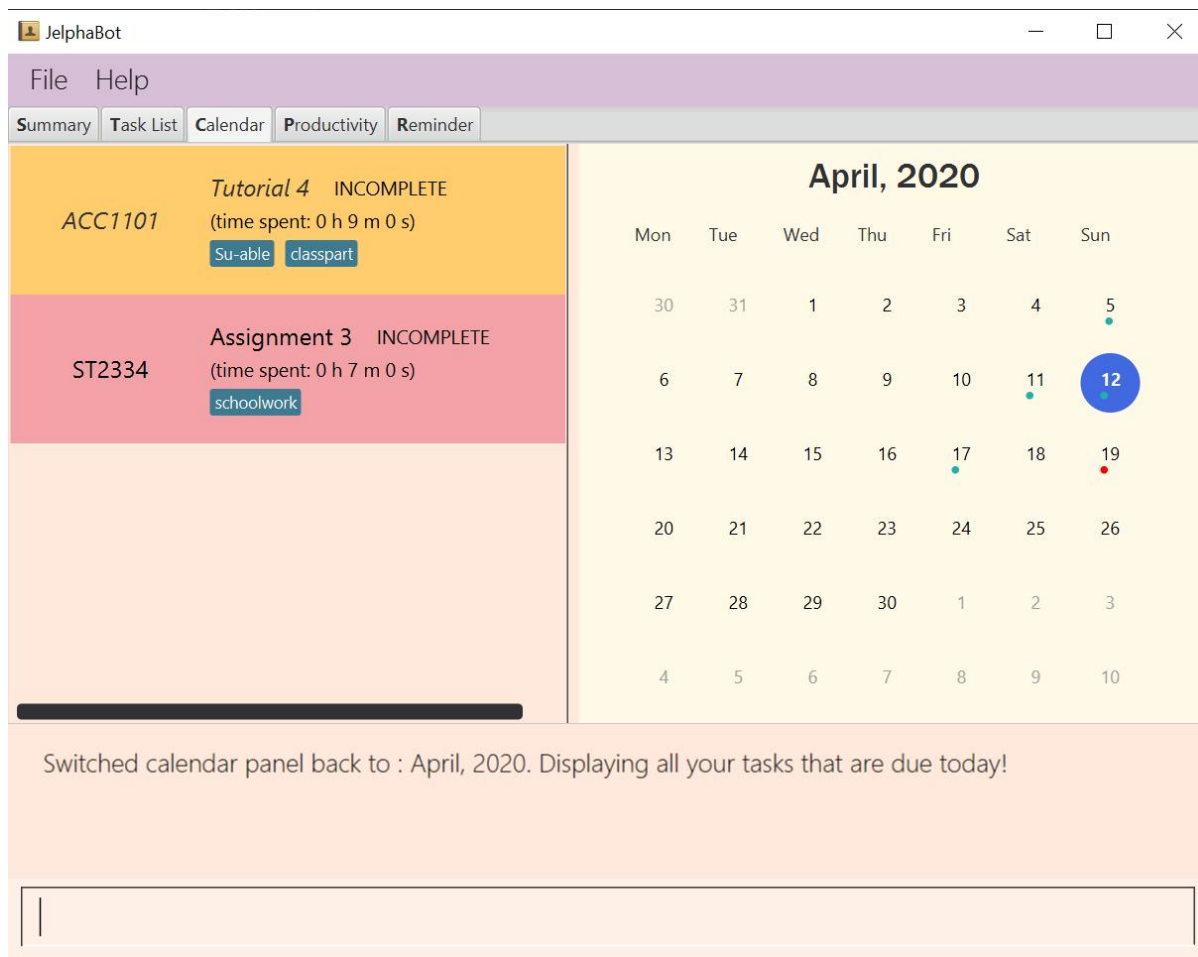 JelphaBot
File Help
Summary Task List Calendar Productivity Reminder
ACC1101
Tutorial 4 INCOMPLETE
(time spent: 0 h 9 m 0 s)
Su-able classpart
ST2334
Assignment 3 INCOMPLETE
(time spent: 0 h 7 m 0 s)
schoolwork
April, 2020
Mon Tue Wed Thu Fri Sat Sun
30 31 1 2 3 4 5
6 7 8 9 10 11 12
13 14 15 16 17 18 19
20 21 22 23 24 25 26
27 28 29 30 1 2 3
4 5 6 7 8 9 10
Switched calendar panel back to : April, 2020. Displaying all your tasks that are due today!